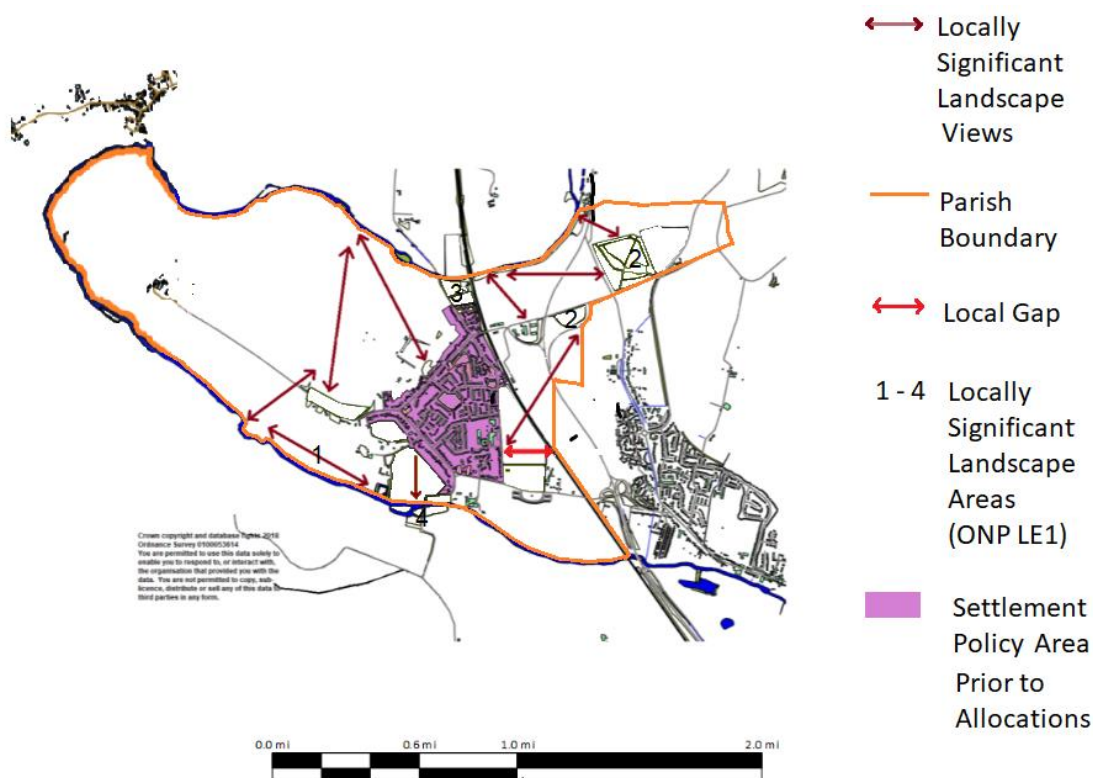 Locally
Significant
Landscape
Views
Parish
Boundary
Local Gap
1 - 4 Locally
Significant
Landscape
Areas
(ONP LE1)
Settlement
Policy Area
Prior to
Allocations
2
3
2
1
4
Crown copyright and database rights 2018
Ordnance Survey 0100053614
You are permitted to use this data solely to
enable you to respond to, or interact with,
the organisation that provided you with the
data. You are not permitted to copy, sub-
licence, distribute or sell any of this data to
third parties in any form.
0.0 mi 0.6 mi 1.0 mi 2.0 mi